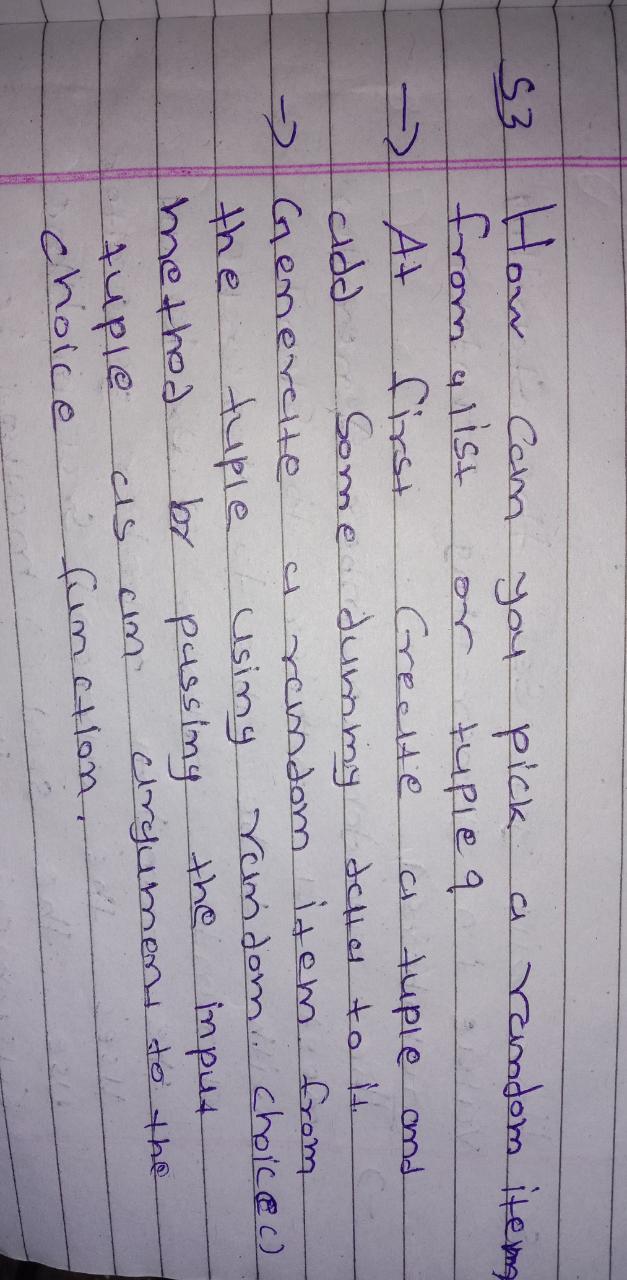 53 How can you pick a random items
from a list or tuple?
→ At first Create a tuple and
add Some dummy data to it.
→ Generate a random item from
the tuple using random. choice()
method by passing the input
tuple as an argument to the
choice function.